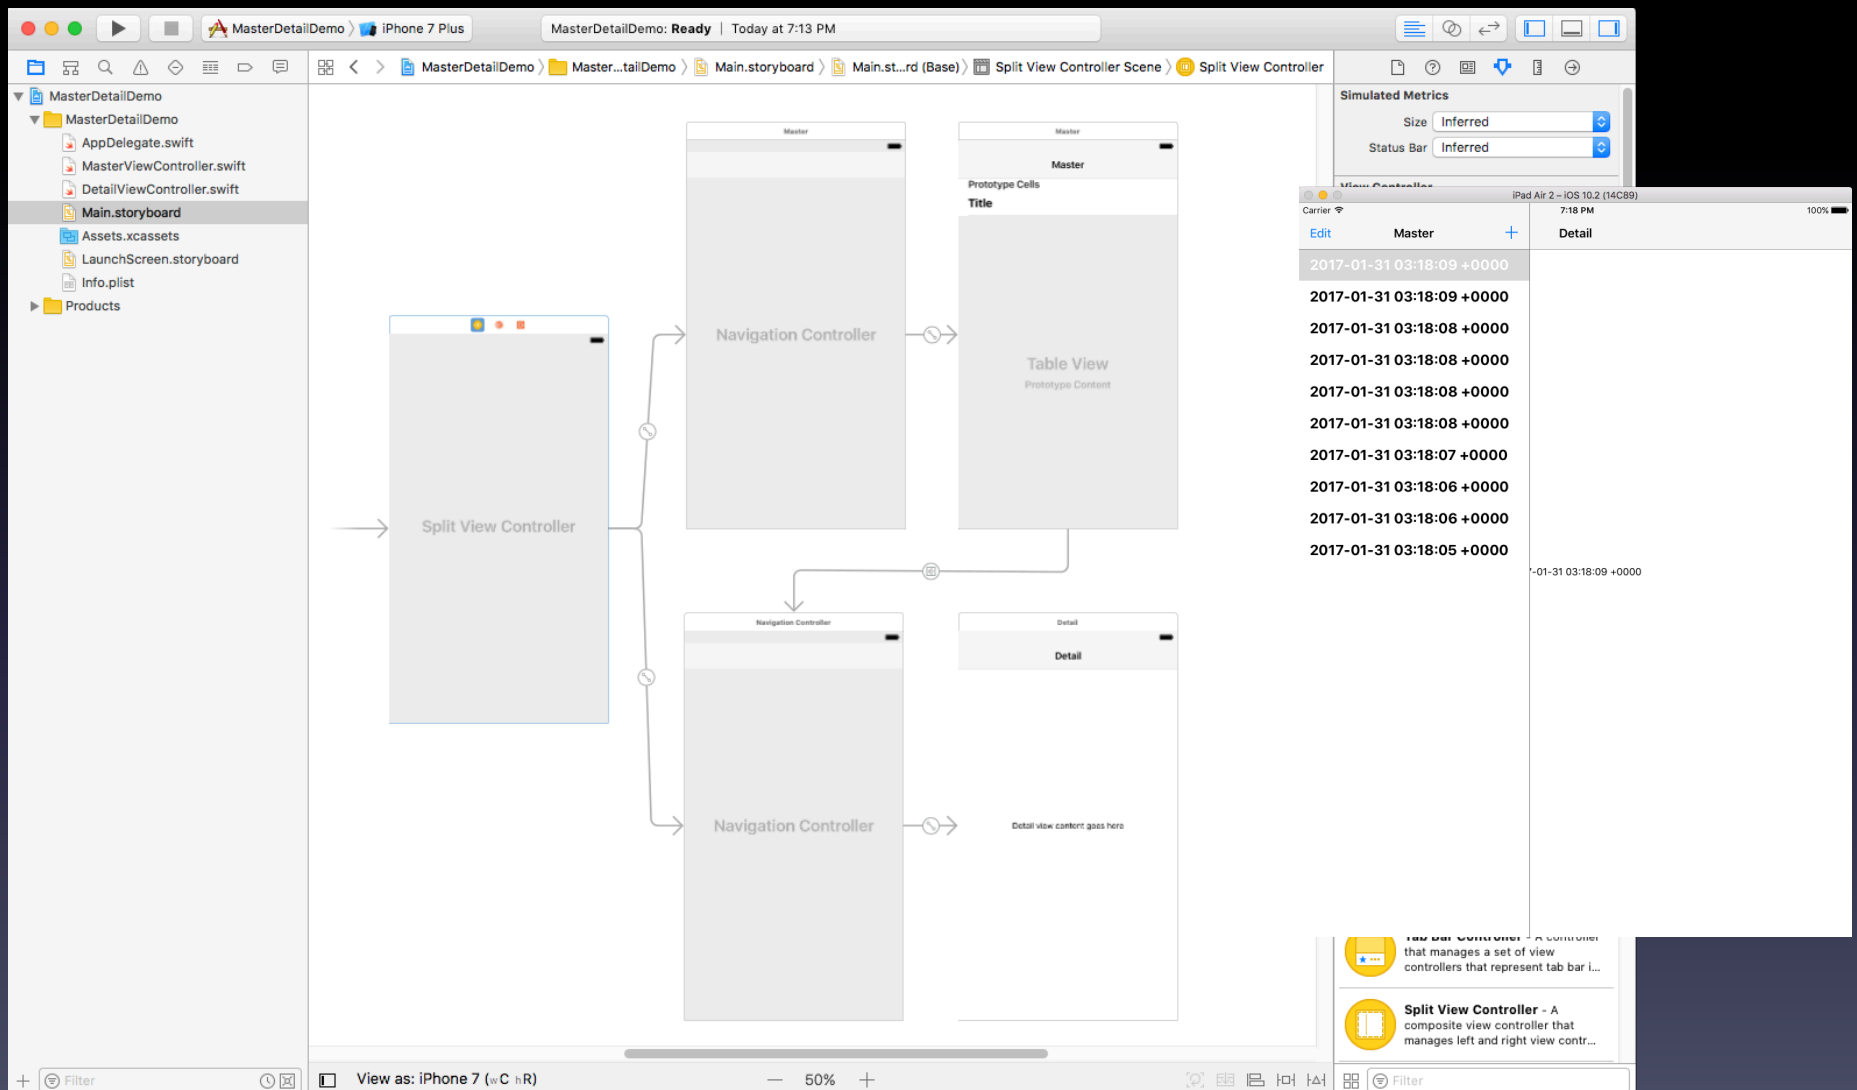 MasterDetailDemo
iPhone 7 Plus
MasterDetailDemo: Ready | Today at 7:13 PM
MasterDetailDemo
Master...tailDemo
Main.storyboard
Main.st...rd (Base)
Split View Controller Scene
Split View Controller
MasterDetailDemo
MasterDetailDemo
AppDelegate.swift
MasterViewController.swift
DetailViewController.swift
Main.storyboard
Assets.xcassets
LaunchScreen.storyboard
Info.plist
Products
Filter
Split View Controller
Master
Navigation Controller
Master
Master
Prototype Cells
Title
Table View
Prototype Content
Navigation Controller
Navigation Controller
Detail
Detail
Detail view content goes here
View as: iPhone 7 (wC hR)
50%
Simulated Metrics
Size Inferred
Status Bar Inferred
View Controller
iPad Air 2 – iOS 10.2 (14C89)
Carrier
7:18 PM
100%
Edit
Master
Detail
2017-01-31 03:18:09 +0000
2017-01-31 03:18:09 +0000
2017-01-31 03:18:08 +0000
2017-01-31 03:18:08 +0000
2017-01-31 03:18:08 +0000
2017-01-31 03:18:08 +0000
2017-01-31 03:18:07 +0000
2017-01-31 03:18:06 +0000
2017-01-31 03:18:06 +0000
2017-01-31 03:18:05 +0000
-01-31 03:18:09 +0000
Tab Bar Controller - A controller
that manages a set of view
controllers that represent tab bar i...
Split View Controller - A
composite view controller that
manages left and right view contr...
Filter